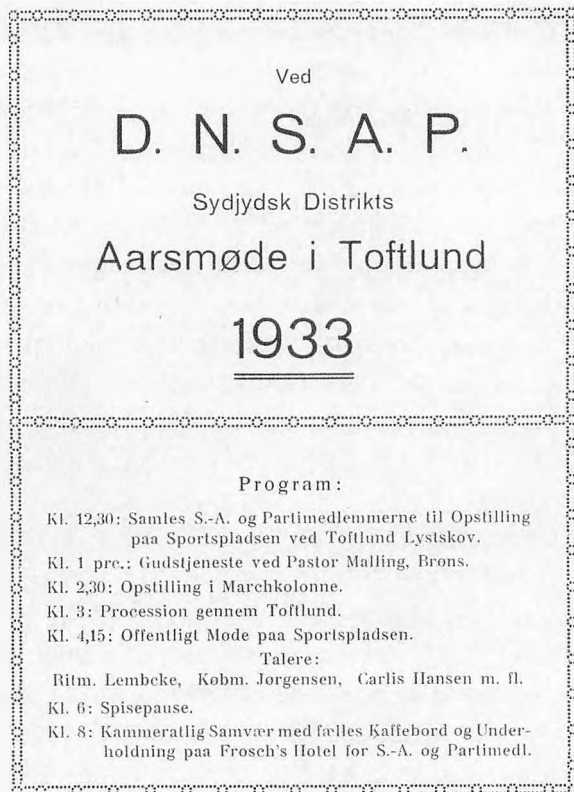 Ved
D. N. S. A. P.
Sydjydsk Distrikts
Aarsmøde i Toftlund
1933
Program:
Kl. 12,30: Samles S.-A. og Partimedlemmerne til Opstilling
paa Sportspladsen ved Toftlund Lystskov.
Kl. 1 prc.: Gudstjeneste ved Pastor Malling, Brøns.
Kl. 2,30: Opstilling i Marchkolonne.
Kl. 3: Procession gennem Toftlund.
Kl. 4,15: Offentligt Møde paa Sportspladsen.
Talere:
Ritm. Lembcke, Købm. Jørgensen, Carlis Hansen m. fl.
Kl. 6: Spisepause.
Kl. 8: Kammeratlig Samvær med fælles Kaffebord og Under-
holdning paa Frosch's Hotel for S.-A. og Partimedl.